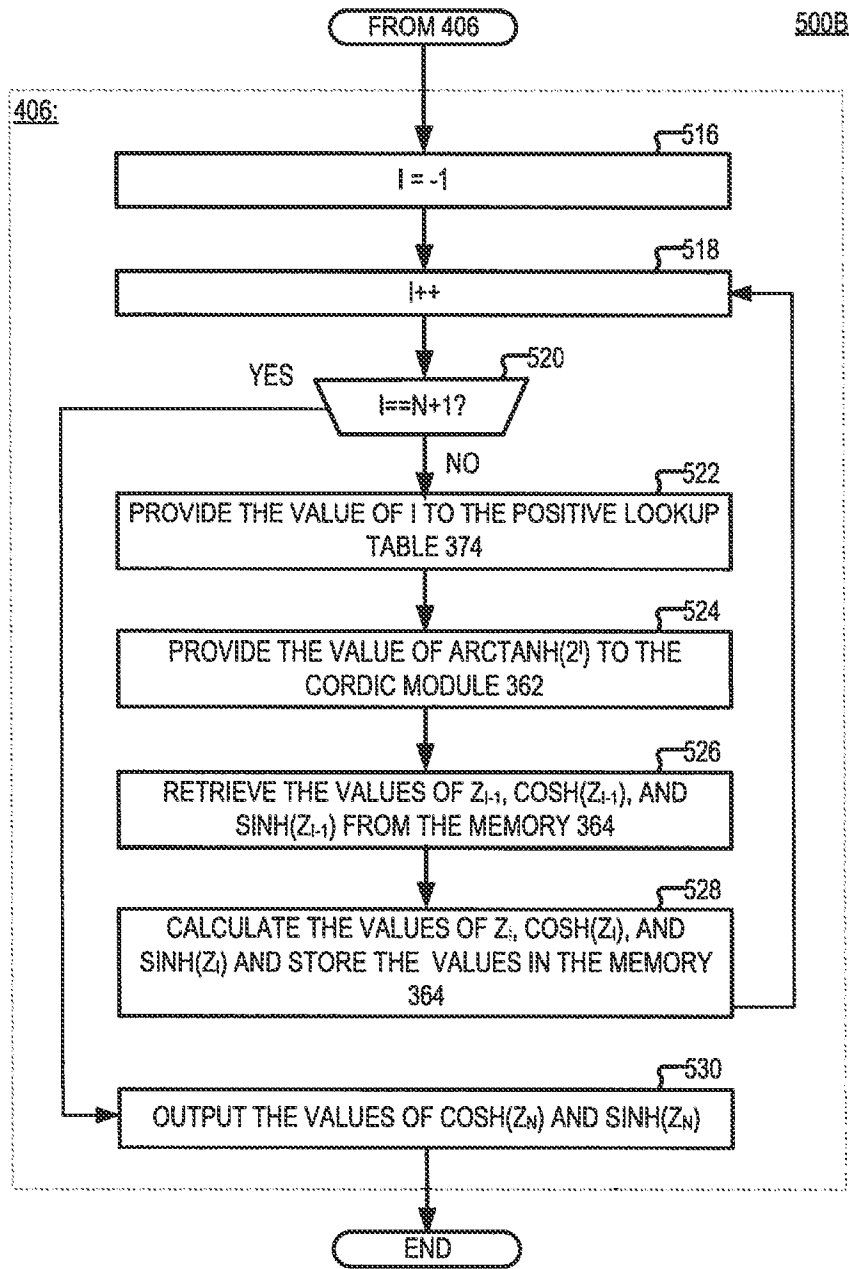 FROM 406
500B
406:
516
I = -1
518
I++
520
YES
I==N+1?
NO
522
PROVIDE THE VALUE OF I TO THE POSITIVE LOOKUP
TABLE 374
524
PROVIDE THE VALUE OF ARCTANH(2ᴵ) TO THE
CORDIC MODULE 362
526
RETRIEVE THE VALUES OF Z_I-1, COSH(Z_I-1), AND
SINH(Z_I-1) FROM THE MEMORY 364
528
CALCULATE THE VALUES OF Z_I, COSH(Z_I), AND
SINH(Z_I) AND STORE THE VALUES IN THE MEMORY
364
530
OUTPUT THE VALUES OF COSH(Z_N) AND SINH(Z_N)
END